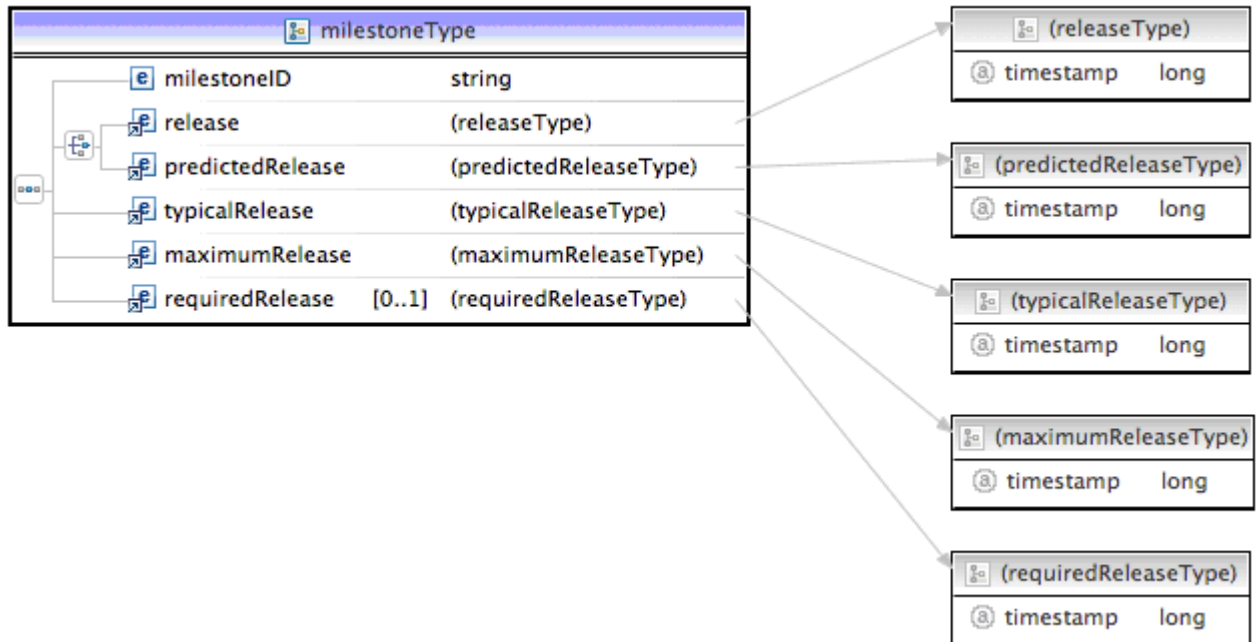 milestoneType
e milestoneID string
e release (releaseType)
e predictedRelease (predictedReleaseType)
e typicalRelease (typicalReleaseType)
e maximumRelease (maximumReleaseType)
e requiredRelease [0..1] (requiredReleaseType)
(releaseType)
a timestamp long
(predictedReleaseType)
a timestamp long
(typicalReleaseType)
a timestamp long
(maximumReleaseType)
a timestamp long
(requiredReleaseType)
a timestamp long